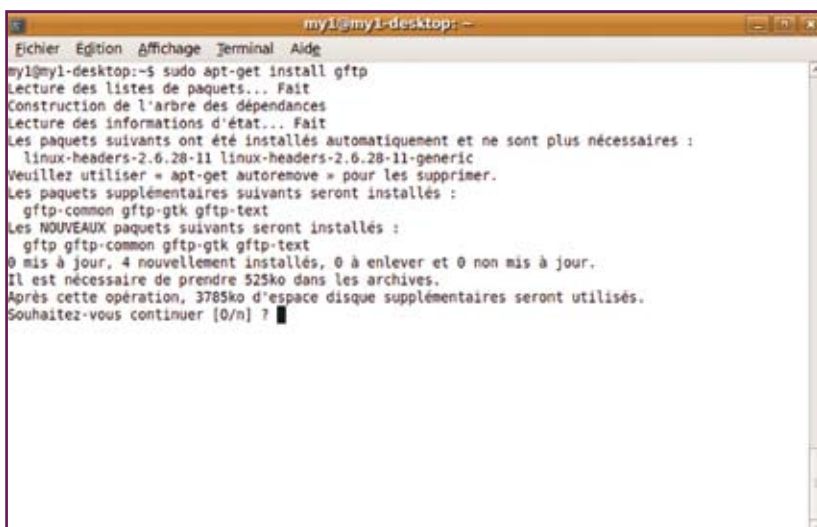 my1@my1-desktop: ~
Fichier Edition Affichage Terminal Aide
my1@my1-desktop:~$ sudo apt-get install gftp
Lecture des listes de paquets... Fait
Construction de l'arbre des dépendances
Lecture des informations d'état... Fait
Les paquets suivants ont été installés automatiquement et ne sont plus nécessaires :
linux-headers-2.6.28-11 linux-headers-2.6.28-11-generic
Veuillez utiliser « apt-get autoremove » pour les supprimer.
Les paquets supplémentaires suivants seront installés :
gftp-common gftp-gtk gftp-text
Les NOUVEAUX paquets suivants seront installés :
gftp gftp-common gftp-gtk gftp-text
0 mis à jour, 4 nouvellement installés, 0 à enlever et 0 non mis à jour.
Il est nécessaire de prendre 525ko dans les archives.
Après cette opération, 3785ko d'espace disque supplémentaires seront utilisés.
Souhaitez-vous continuer [O/n] ?